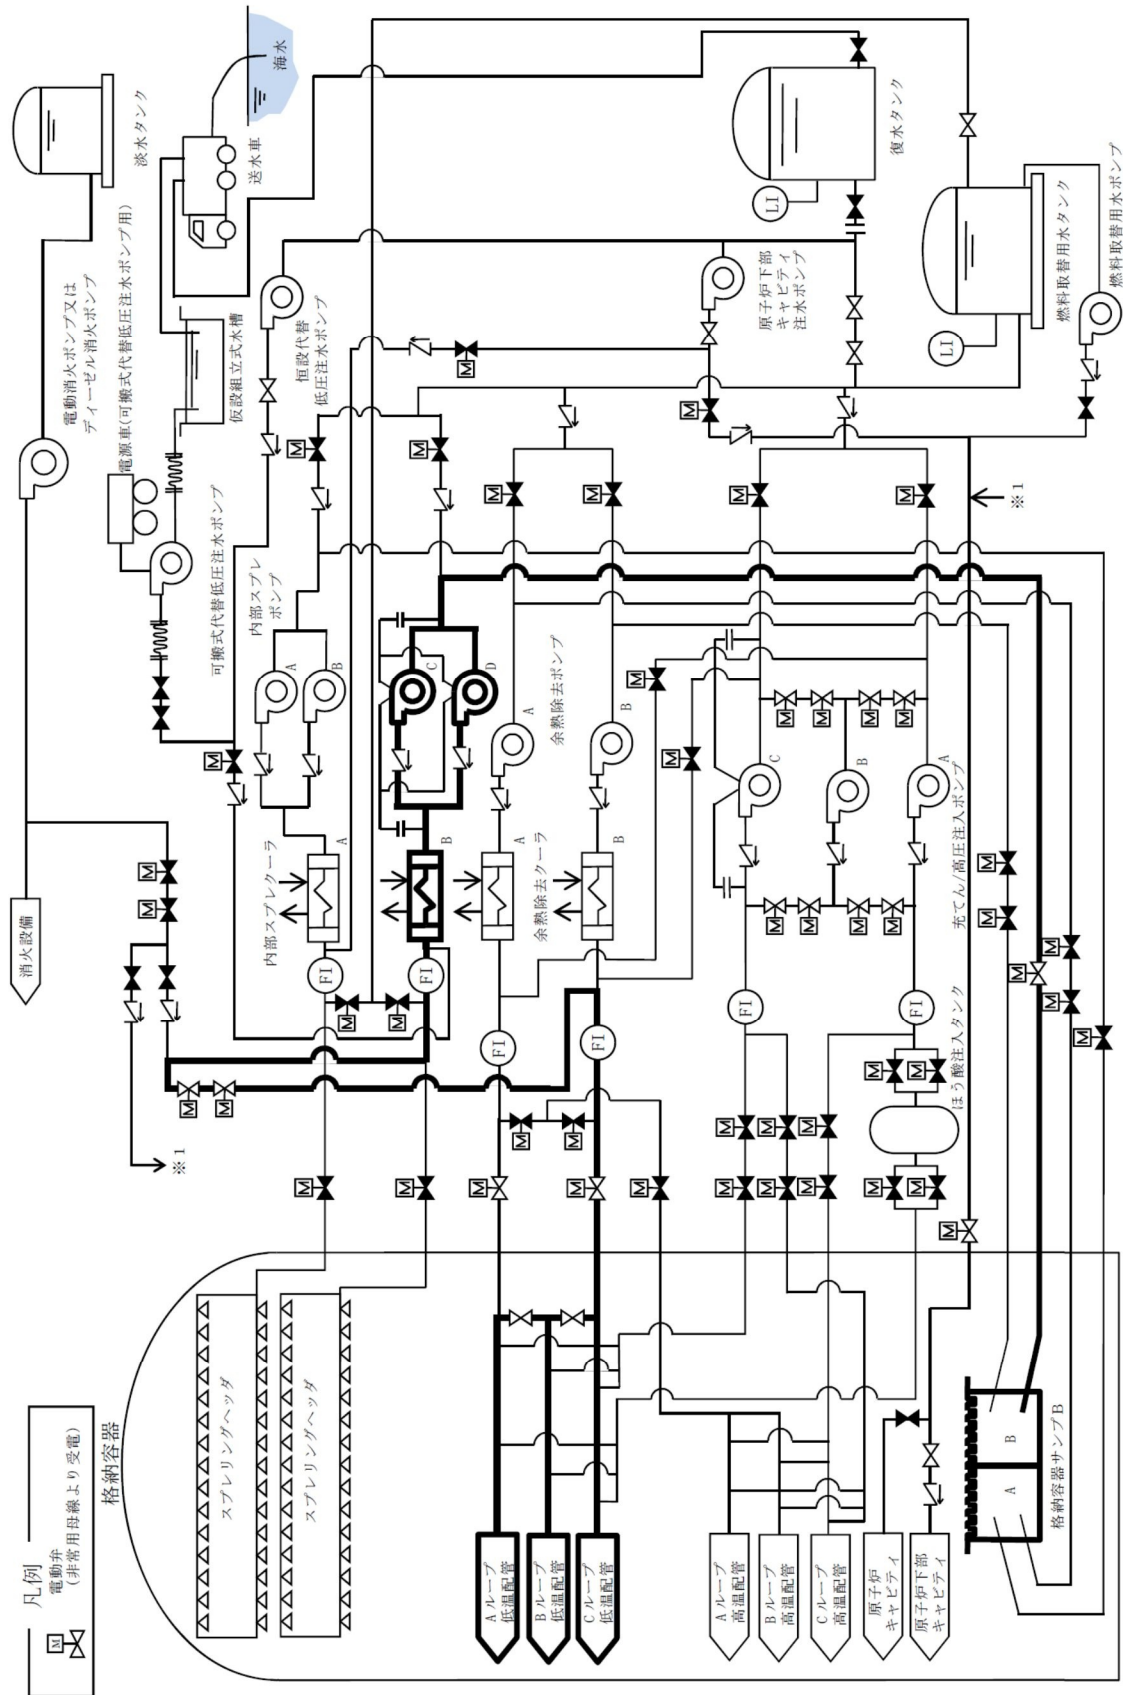 凡例
M
電動弁
(非常用母線より受電)
格納容器
消火設備
電動消火ポンプ又は
ディーゼル消火ポンプ
淡水タンク
電源車(可搬式代替低圧注水ポンプ用)
送水車
海水
仮設組立式水槽
可搬式代替低圧注水ポンプ
恒設代替
低圧注水ポンプ
※1
M
M
M
M
M
M
M
スプレリングヘッダ
スプレリングヘッダ
M
M
M
M
FI
FI
内部スプレクーラ
A
B
内部スプレ
ポンプ
A
B
C
D
Aループ
低温配管
Bループ
低温配管
Cループ
低温配管
M
M
M
M
FI
FI
余熱除去クーラ
A
B
余熱除去ポンプ
A
B
M
M
M
M
M
M
M
原子炉下部
キャビティ
注水ポンプ
M
復水タンク
LI
Aループ
高温配管
Bループ
高温配管
Cループ
高温配管
M
M
M
M
M
M
FI
FI
M
M
M
M
M
M
M
M
C
B
A
充てん/高圧注入ポンプ
M
M
M
M
M
M
ほう酸注入タンク
M
M
M
M
原子炉
キャビティ
原子炉下部
キャビティ
M
※1
燃料取替用水タンク
LI
燃料取替用水ポンプ
A
B
格納容器サンプB
M
M
M
M
M
M